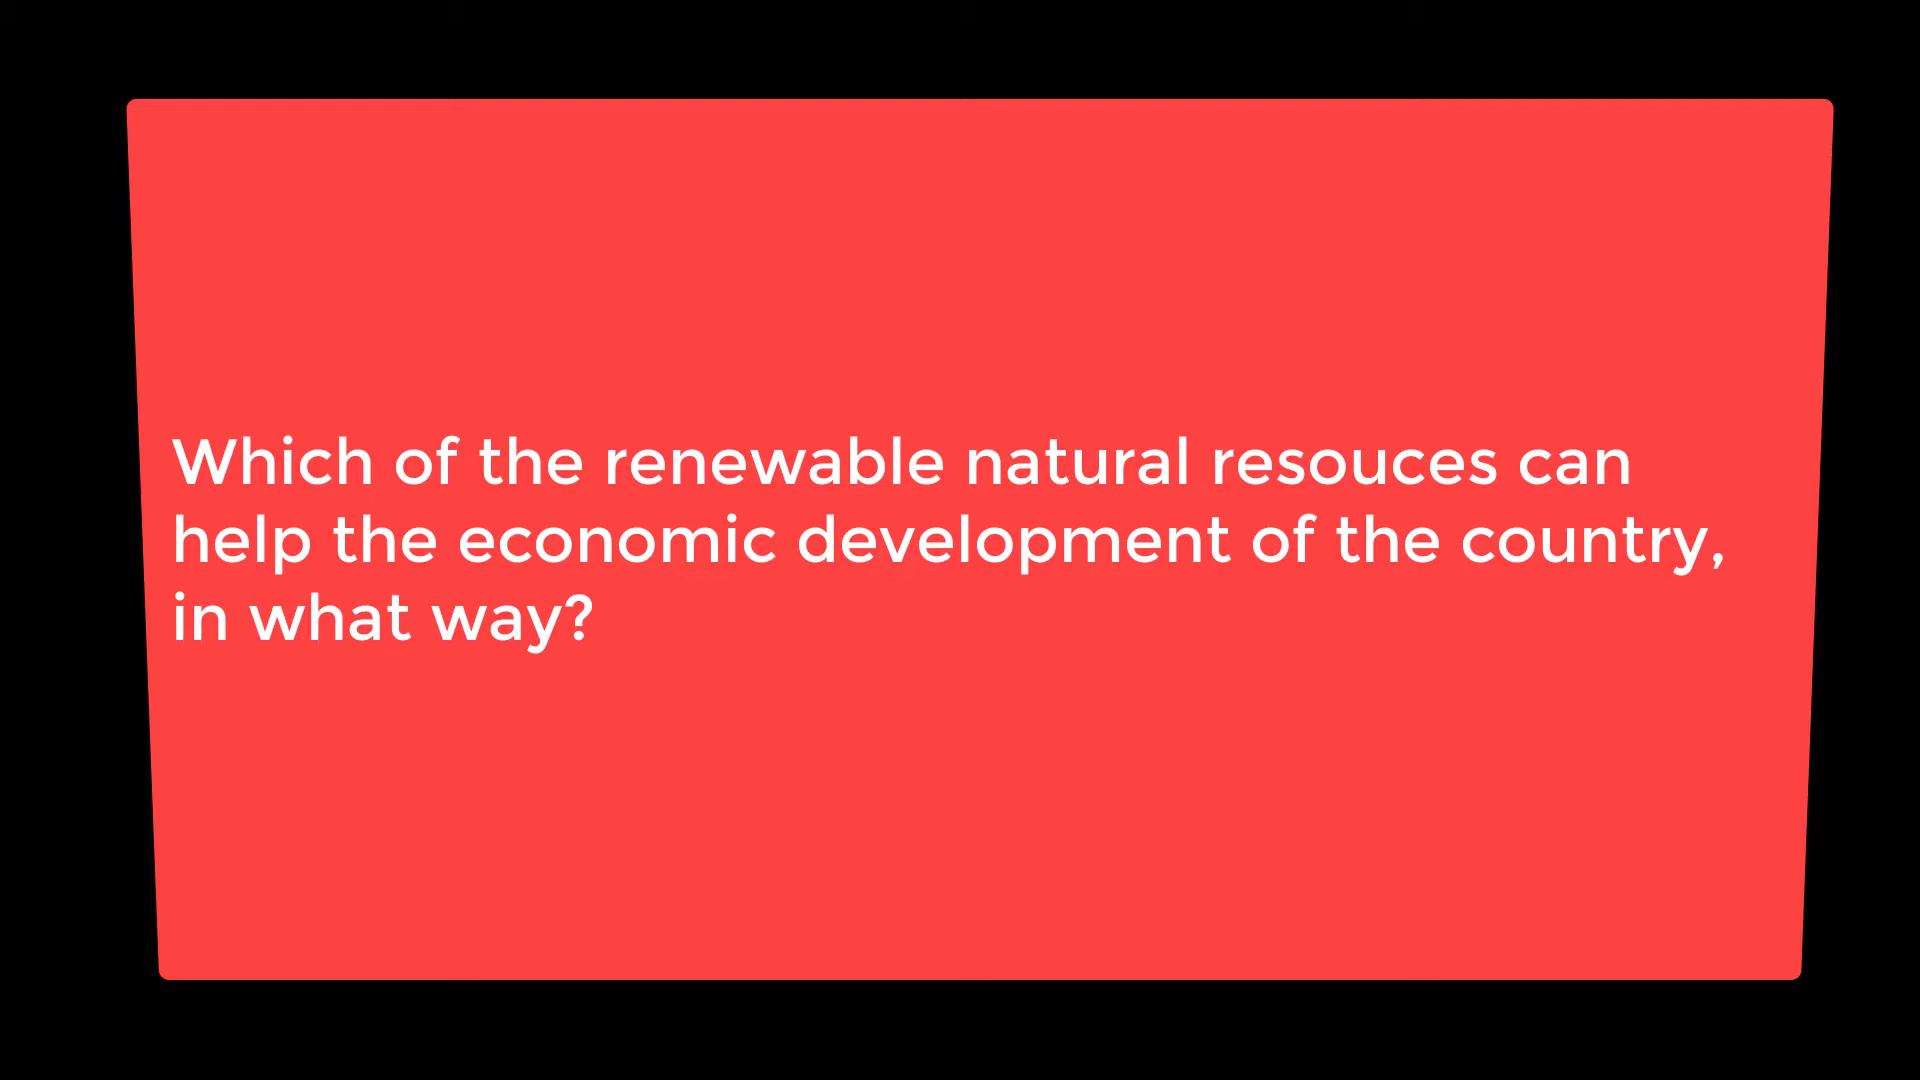 Which of the renewable natural resouces can
help the economic development of the country,
in what way?